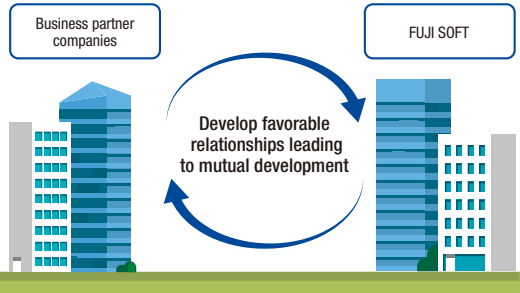 Business partner
companies
FUJI SOFT
Develop favorable
relationships leading
to mutual development